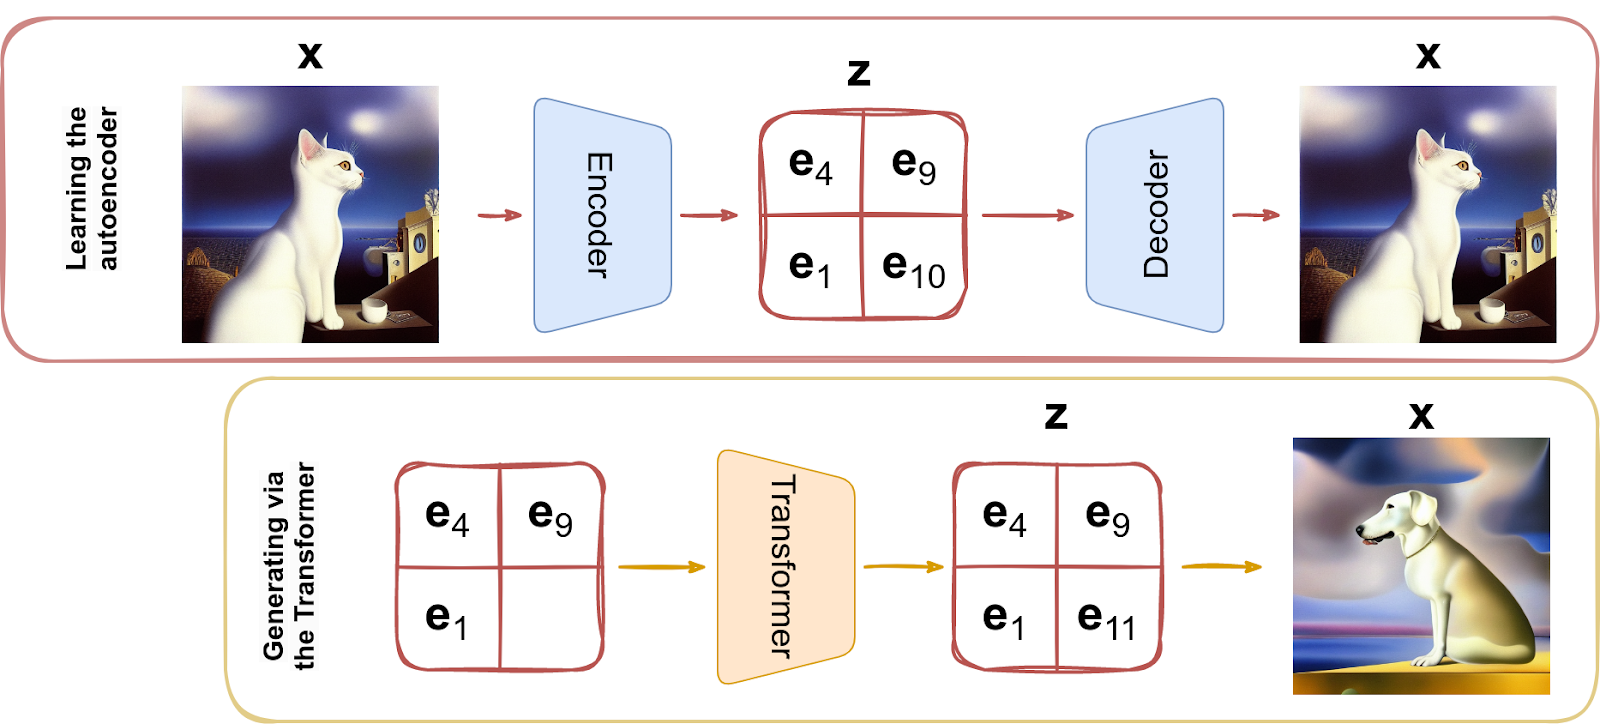 Learning the
autoencoder
x
Encoder
z
e4 e9
e1 e10
Decoder
x
Generating via
the Transformer
e4 e9
e1
Transformer
z
e4 e9
e1 e11
x